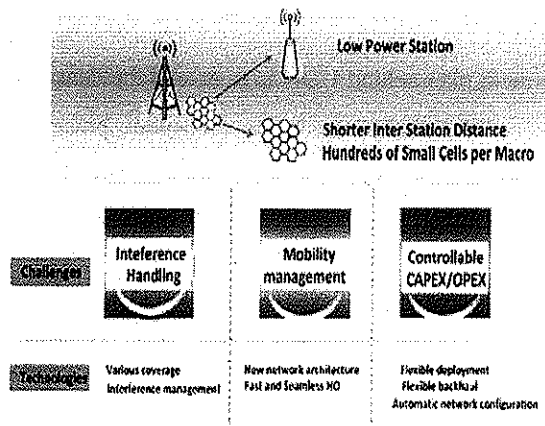 Low Power Station
Shorter Inter Station Distance
Hundreds of Small Cells per Macro
Challenges
Inteference
Handling
Mobility
management
Controllable
CAPEX/OPEX
Technologies
Various coverage
Interference management
New network architecture
Fast and Seamless HO
Flexible deployment
Flexible backhaul
Automatic network configuration